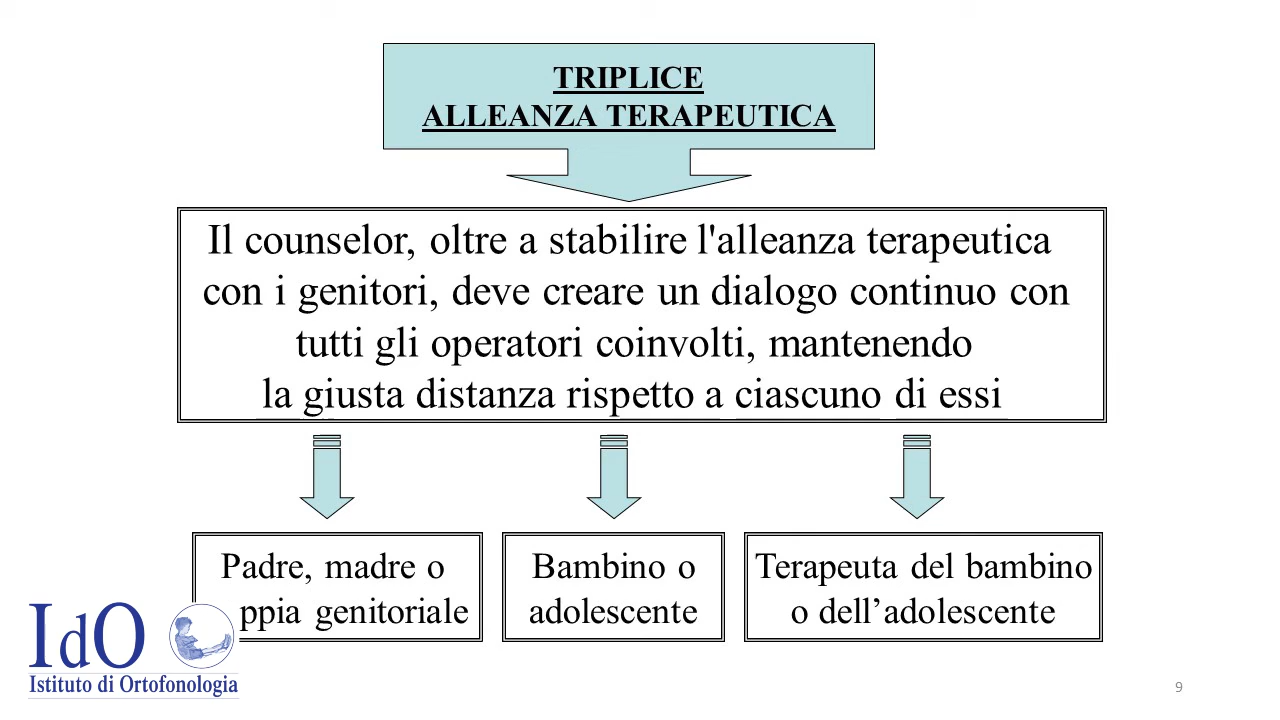 TRIPLICE
ALLEANZA TERAPEUTICA
Il counselor, oltre a stabilire l'alleanza terapeutica
con i genitori, deve creare un dialogo continuo con
tutti gli operatori coinvolti, mantenendo
la giusta distanza rispetto a ciascuno di essi
Padre, madre o
ppia genitoriale
Bambino o
adolescente
Terapeuta del bambino
o dell’adolescente
IdO
Istituto di Ortofonologia
9